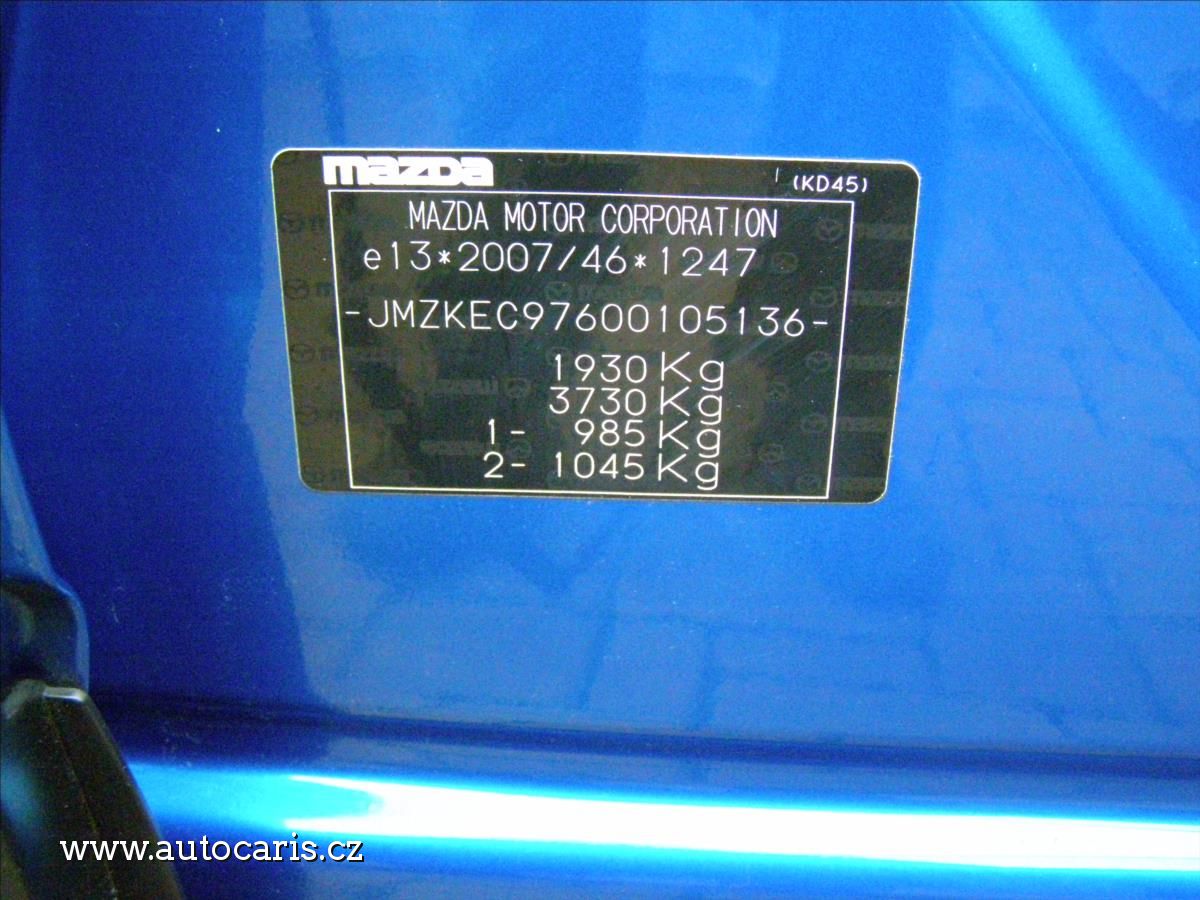 mazda (KD45)
MAZDA MOTOR CORPORATION
e13*2007/46*1247
-JMZKEC97600105136-
1930 Kg
3730 Kg
1- 985 Kg
2- 1045 Kg
www.autocaris.cz